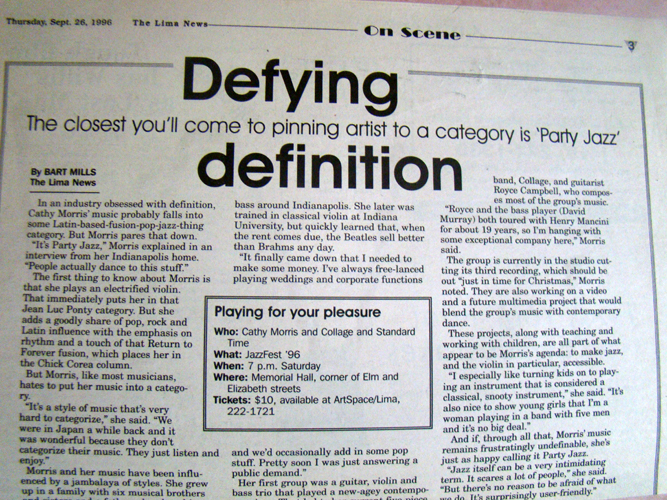 Thursday, Sept. 26, 1996 The Lima News On Scene 3
Defying
The closest you'll come to pinning artist to a category is 'Party Jazz'
definition
By BART MILLS
The Lima News
In an industry obsessed with definition,
Cathy Morris' music probably falls into
some Latin-based-fusion-pop-jazz-thing
category. But Morris pares that down.
"It's Party Jazz," Morris explained in an
interview from her Indianapolis home.
"People actually dance to this stuff."
The first thing to know about Morris is
that she plays an electrified violin.
That immediately puts her in that
Jean Luc Ponty category. But she
adds a goodly share of pop, rock and
Latin influence with the emphasis on
rhythm and a touch of that Return to
Forever fusion, which places her in
the Chick Corea column.
But Morris, like most musicians,
hates to put her music into a catego-
ry.
"It's a style of music that's very
hard to categorize," she said. "We
were in Japan a while back and it
was wonderful because they don't
categorize their music. They just listen and
enjoy."
Morris and her music have been influ-
enced by a jambalaya of styles. She grew
up in a family with six musical brothers
bass around Indianapolis. She later was
trained in classical violin at Indiana
University, but quickly learned that, when
the rent comes due, the Beatles sell better
than Brahms any day.
"It finally came down that I needed to
make some money. I've always free-lanced
playing weddings and corporate functions
Playing for your pleasure
Who: Cathy Morris and Collage and Standard
Time
What: JazzFest '96
When: 7 p.m. Saturday
Where: Memorial Hall, corner of Elm and
Elizabeth streets
Tickets: $10, available at ArtSpace/Lima,
222-1721
and we'd occasionally add in some pop
stuff. Pretty soon I was just answering a
public demand."
Her first group was a guitar, violin and
bass trio that played a new-agey contempo-
band, Collage, and guitarist
Royce Campbell, who compos-
es most of the group's music.
"Royce and the bass player (David
Murray) both toured with Henry Mancini
for about 19 years, so I'm hanging with
some exceptional company here," Morris
said.
The group is currently in the studio cut-
ting its third recording, which should be
out "just in time for Christmas," Morris
noted. They are also working on a video
and a future multimedia project that would
blend the group's music with contemporary
dance.
These projects, along with teaching and
working with children, are all part of what
appear to be Morris's agenda: to make jazz,
and the violin in particular, accessible.
"I especially like turning kids on to play-
ing an instrument that is considered a
classical, snooty instrument," she said. "It's
also nice to show young girls that I'm a
woman playing in a band with five men
and it's no big deal."
And if, through all that, Morris' music
remains frustratingly undefinable, she's
just as happy calling it Party Jazz.
"Jazz itself can be a very intimidating
term. It scares a lot of people," she said.
"But there's no reason to be afraid of what
we do. It's surprisingly user-friendly."